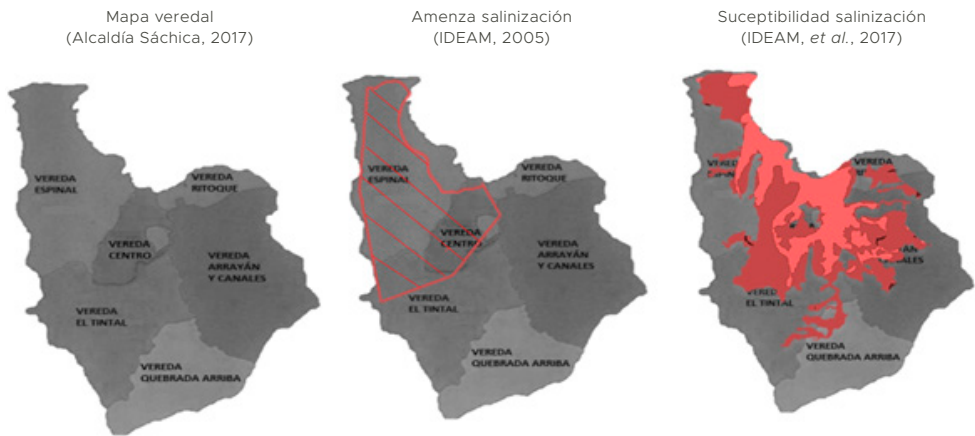 Mapa veredal
(Alcaldía Sáchica, 2017)
VEREDA
ESPINAL
VEREDA
RITOQUE
VEREDA
CENTRO
VEREDA
ARRAYÁN
Y CANALES
VEREDA
EL TINTAL
VEREDA
QUEBRADA ARRIBA
Amenza salinización
(IDEAM, 2005)
VEREDA
ESPINAL
VEREDA
RITOQUE
VEREDA
CENTRO
VEREDA
ARRAYÁN
Y CANALES
VEREDA
EL TINTAL
VEREDA
QUEBRADA ARRIBA
Suceptibilidad salinización
(IDEAM, et al., 2017)
VEREDA
EL TINTAL
VEREDA
QUEBRADA ARRIBA